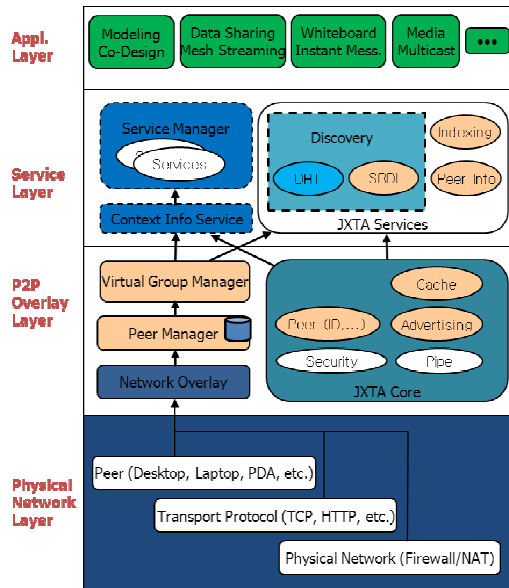 Appl.
Layer
Modeling
Co-Design
Data Sharing
Mesh Streaming
Whiteboard
Instant Mess.
Media
Multicast
...
Service
Layer
Service Manager
Services
Context Info Service
Discovery
DHT
SRDI
Indexing
Peer Info
JXTA Services
P2P
Overlay
Layer
Virtual Group Manager
Peer Manager
Network Overlay
Cache
Peer (ID,...)
Advertising
Security
Pipe
JXTA Core
Physical
Network
Layer
Peer (Desktop, Laptop, PDA, etc.)
Transport Protocol (TCP, HTTP, etc.)
Physical Network (Firewall/NAT)